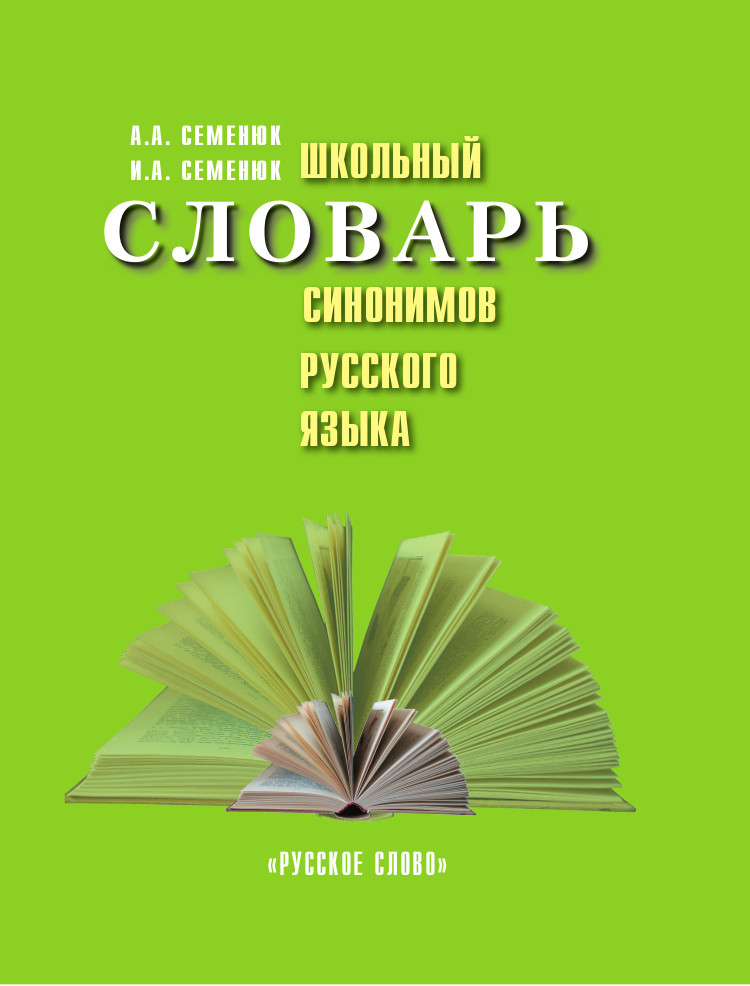 А.А. СЕМЕНЮК
И.А. СЕМЕНЮК
ШКОЛЬНЫЙ
СЛОВАРЬ
СИНОНИМОВ
РУССКОГО
ЯЗЫКА
«РУССКОЕ СЛОВО»